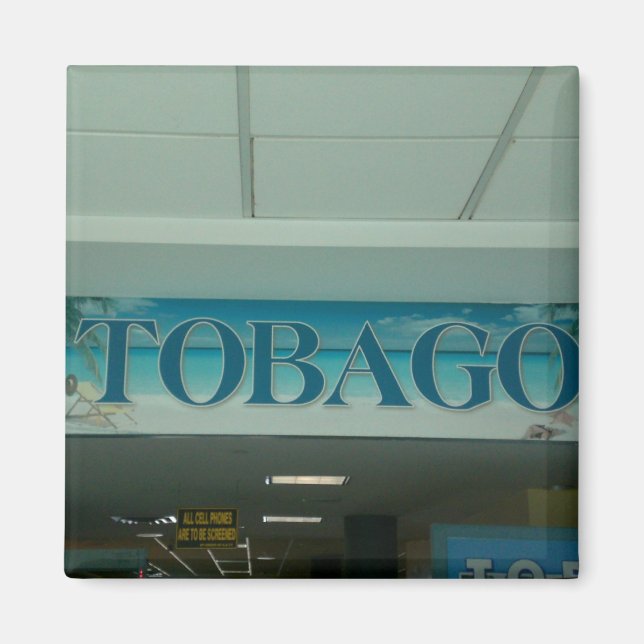 TOBAGO
ALL CELL PHONES
ARE TO BE SCREENED